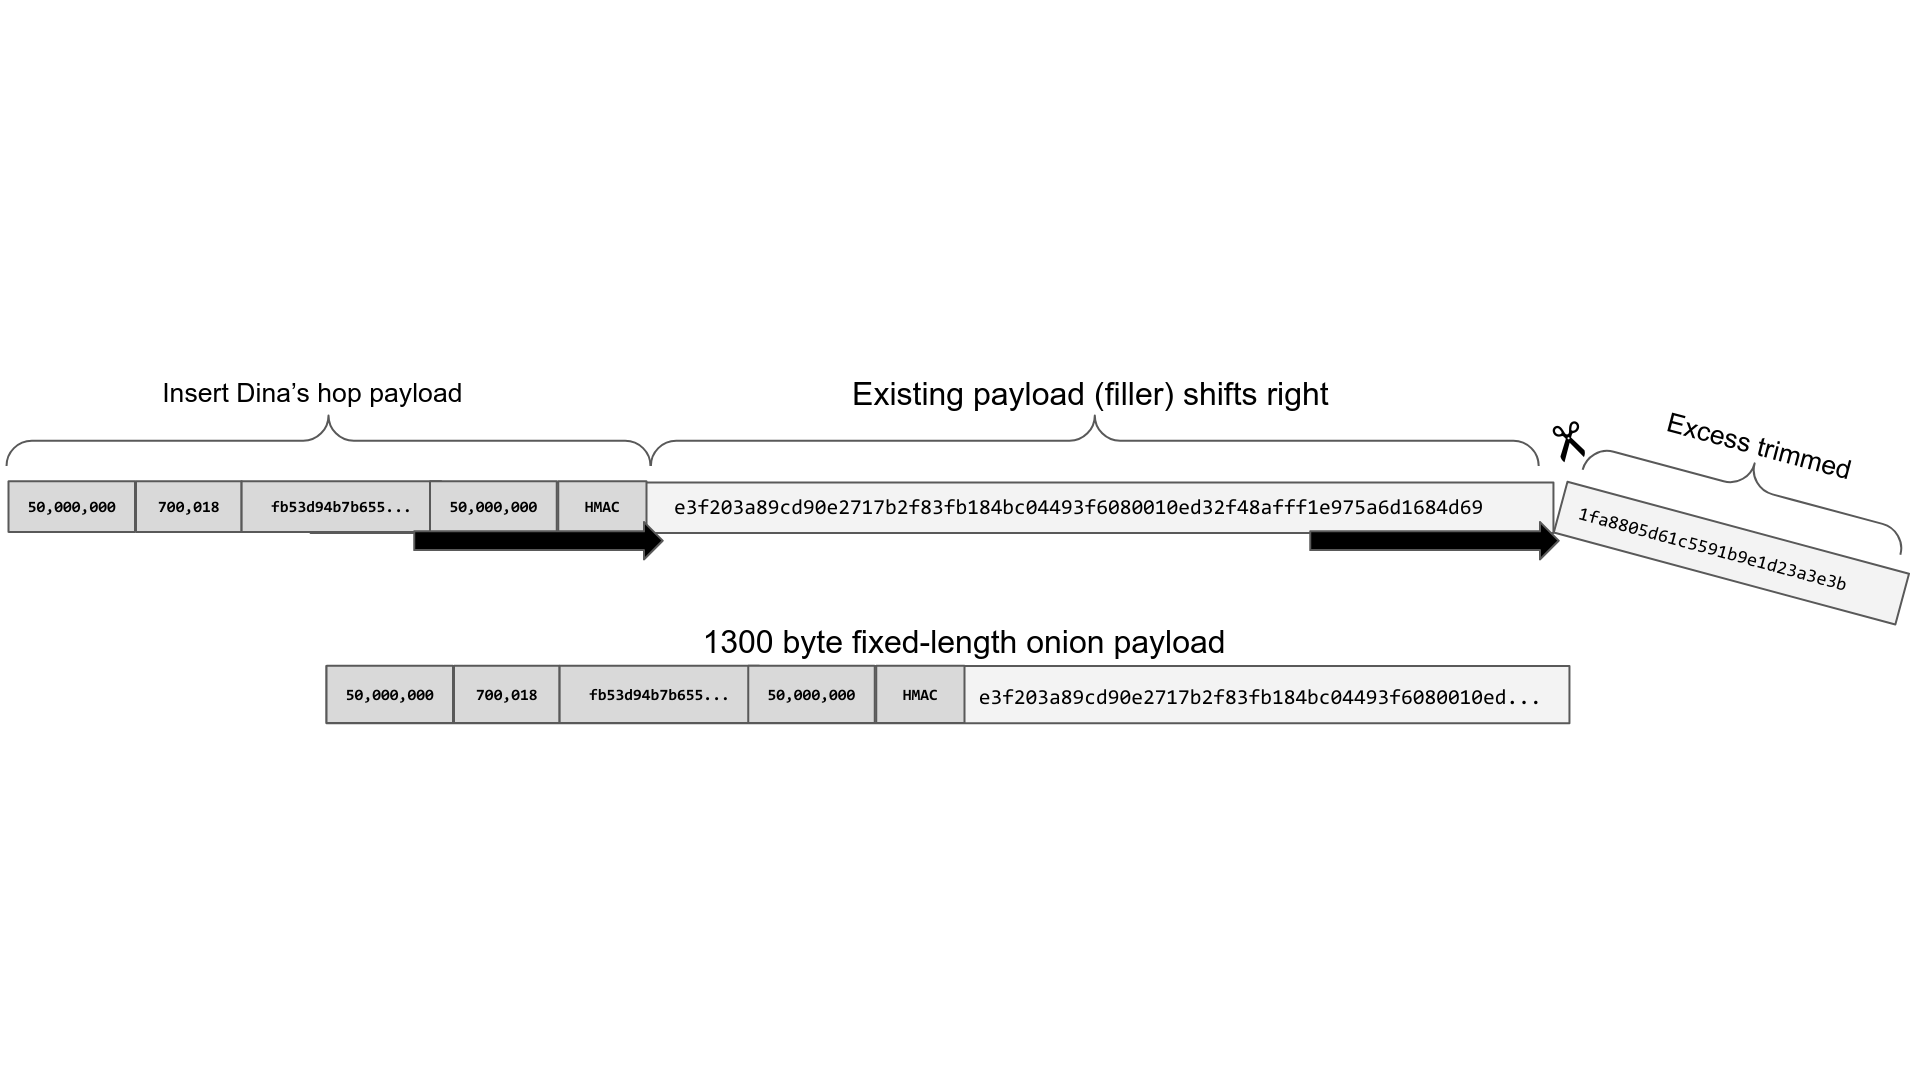 Insert Dina’s hop payload
Existing payload (filler) shifts right
Excess trimmed
50,000,000 700,018 fb53d94b7b655... 50,000,000 HMAC e3f203a89cd90e2717b2f83fb184bc04493f6080010ed32f48afff1e975a6d1684d69
1fa8805d61c5591b9e1d23a3e3b
1300 byte fixed-length onion payload
50,000,000 700,018 fb53d94b7b655... 50,000,000 HMAC e3f203a89cd90e2717b2f83fb184bc04493f6080010ed...